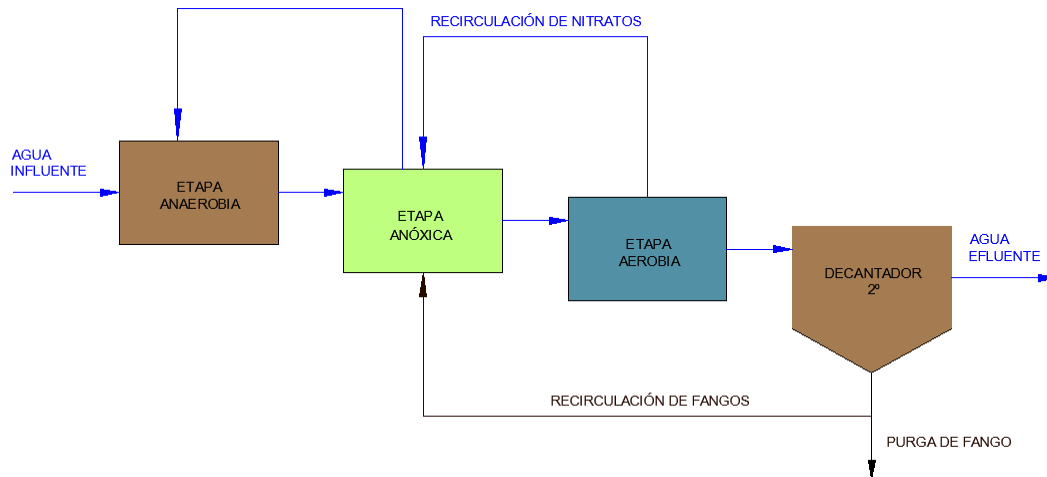 RECIRCULACIÓN DE NITRATOS
AGUA
INFLUENTE
ETAPA
ANAEROBIA
ETAPA
ANÓXICA
ETAPA
AEROBIA
DECANTADOR
2º
AGUA
EFLUENTE
RECIRCULACIÓN DE FANGOS
PURGA DE FANGO